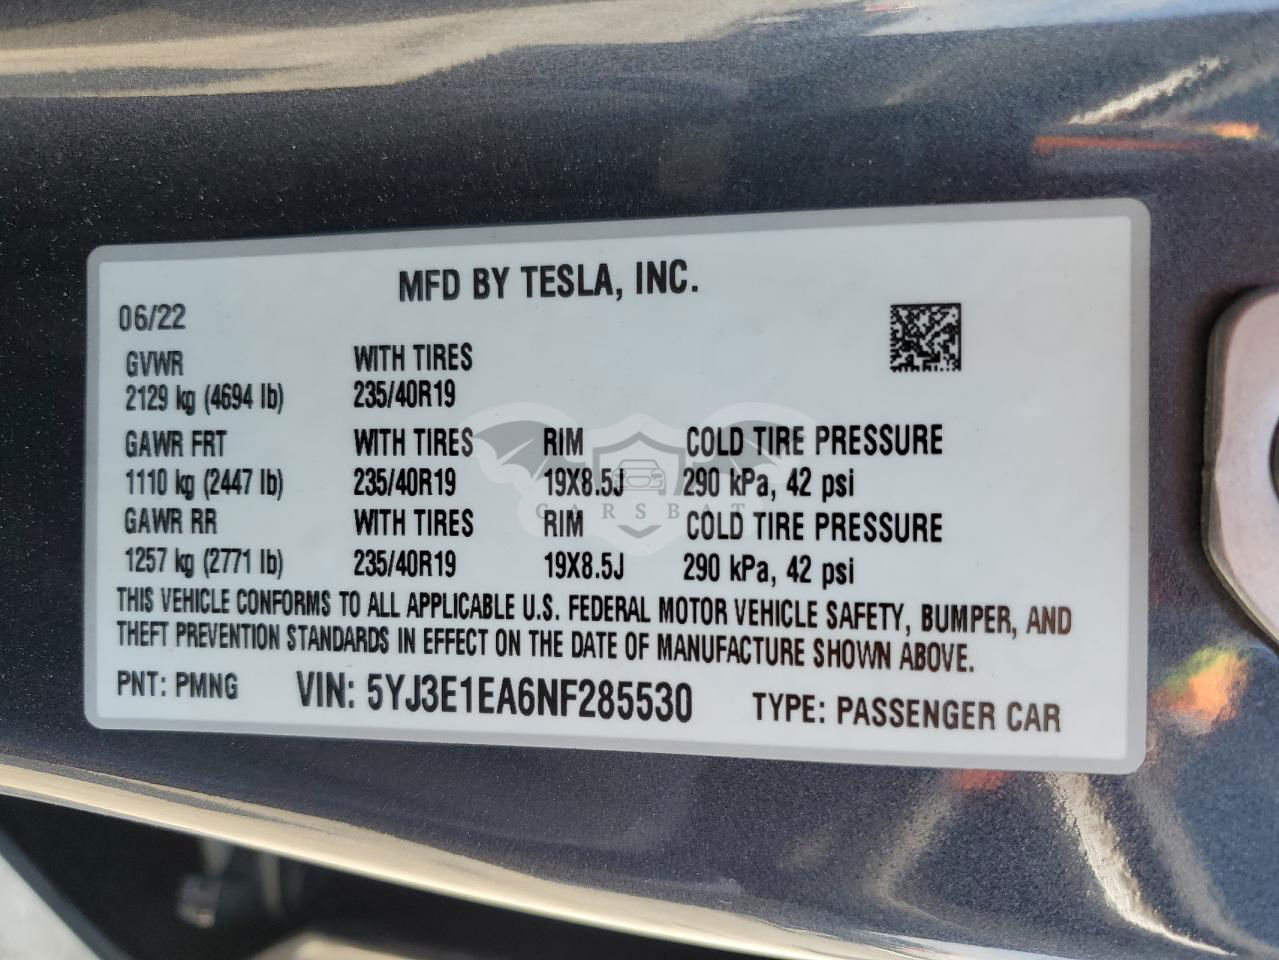 MFD BY TESLA, INC.
06/22
GVWR WITH TIRES
2129 kg (4694 lb) 235/40R19
GAWR FRT WITH TIRES RIM COLD TIRE PRESSURE
1110 kg (2447 lb) 235/40R19 19X8.5J 290 kPa, 42 psi
CARSBAT
GAWR RR WITH TIRES RIM COLD TIRE PRESSURE
1257 kg (2771 lb) 235/40R19 19X8.5J 290 kPa, 42 psi
THIS VEHICLE CONFORMS TO ALL APPLICABLE U.S. FEDERAL MOTOR VEHICLE SAFETY, BUMPER, AND
THEFT PREVENTION STANDARDS IN EFFECT ON THE DATE OF MANUFACTURE SHOWN ABOVE.
PNT: PMNG VIN: 5YJ3E1EA6NF285530 TYPE: PASSENGER CAR